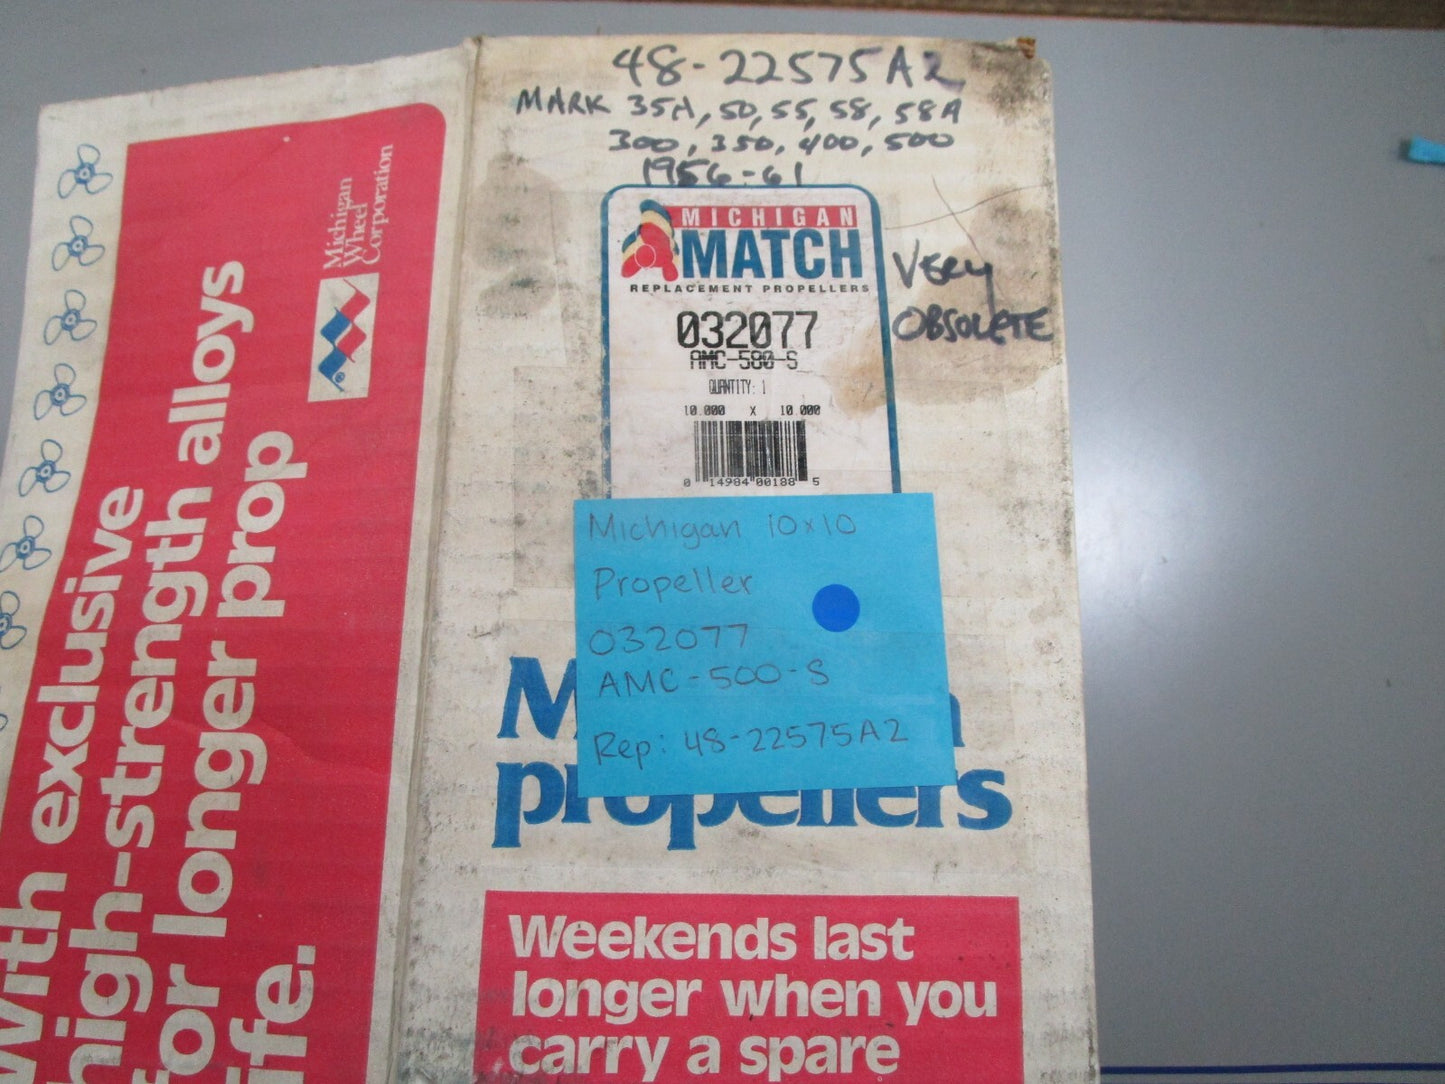 48-22575A2
MARK 35A, 50, 55, 58, 58A
300, 350, 400, 500
1956-61
MICHIGAN
MATCH
REPLACEMENT PROPELLERS
VERY
OBSOLETE
032077
AMC-580-S
QUANTITY: 1
10.000 X 10.000
0 14984 00188 5
Michigan 10x10
Propeller
032077
AMC-500-S
Rep: 48-22575A2
propellers
Weekends last
longer when you
carry a spare
Michigan
Wheel
Corporation
®
with exclusive
high-strength alloys
for longer prop
life.